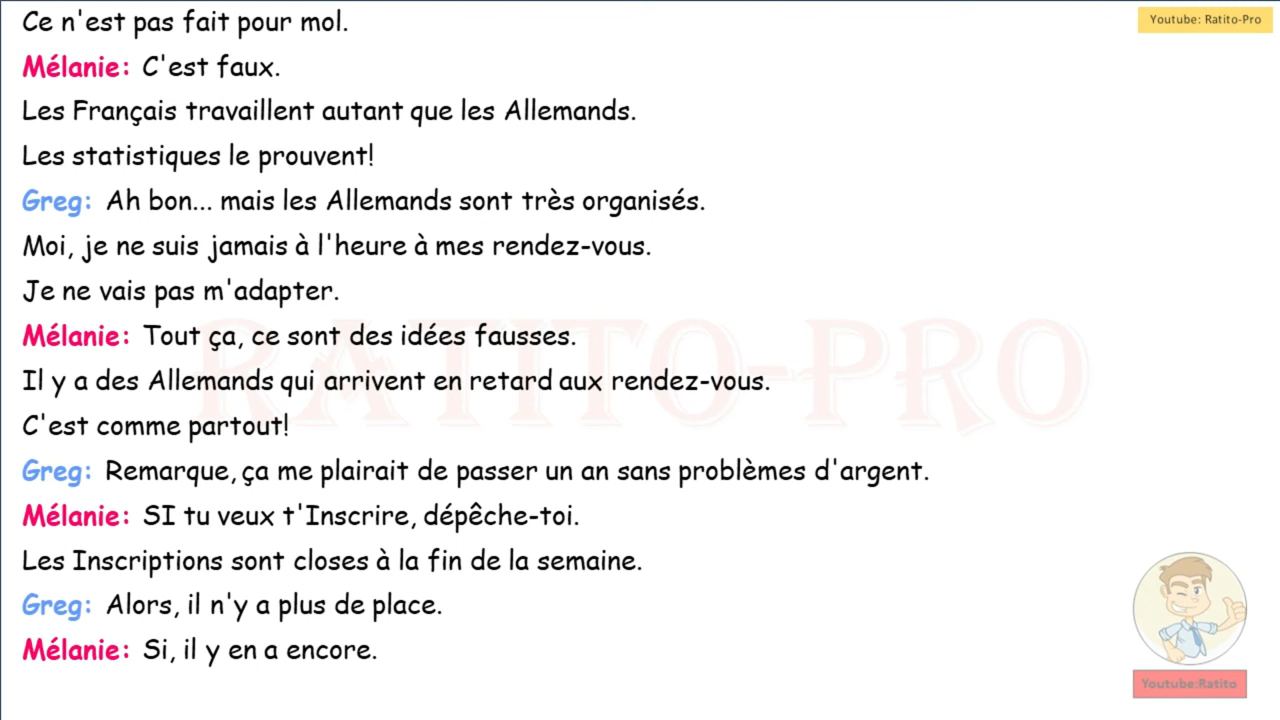 Ce n'est pas fait pour mol.
Youtube: Ratito-Pro
Mélanie: C'est faux.
Les Français travaillent autant que les Allemands.
Les statistiques le prouvent!
Greg: Ah bon... mais les Allemands sont très organisés.
Moi, je ne suis jamais à l'heure à mes rendez-vous.
Je ne vais pas m'adapter.
Mélanie: Tout ça, ce sont des idées fausses.
RATITO-PRO
Il y a des Allemands qui arrivent en retard aux rendez-vous.
C'est comme partout!
Greg: Remarque, ça me plairait de passer un an sans problèmes d'argent.
Mélanie: SI tu veux t'Inscrire, dépêche-toi.
Les Inscriptions sont closes à la fin de la semaine.
Greg: Alors, il n'y a plus de place.
Mélanie: Si, il y en a encore.
Youtube:Ratito